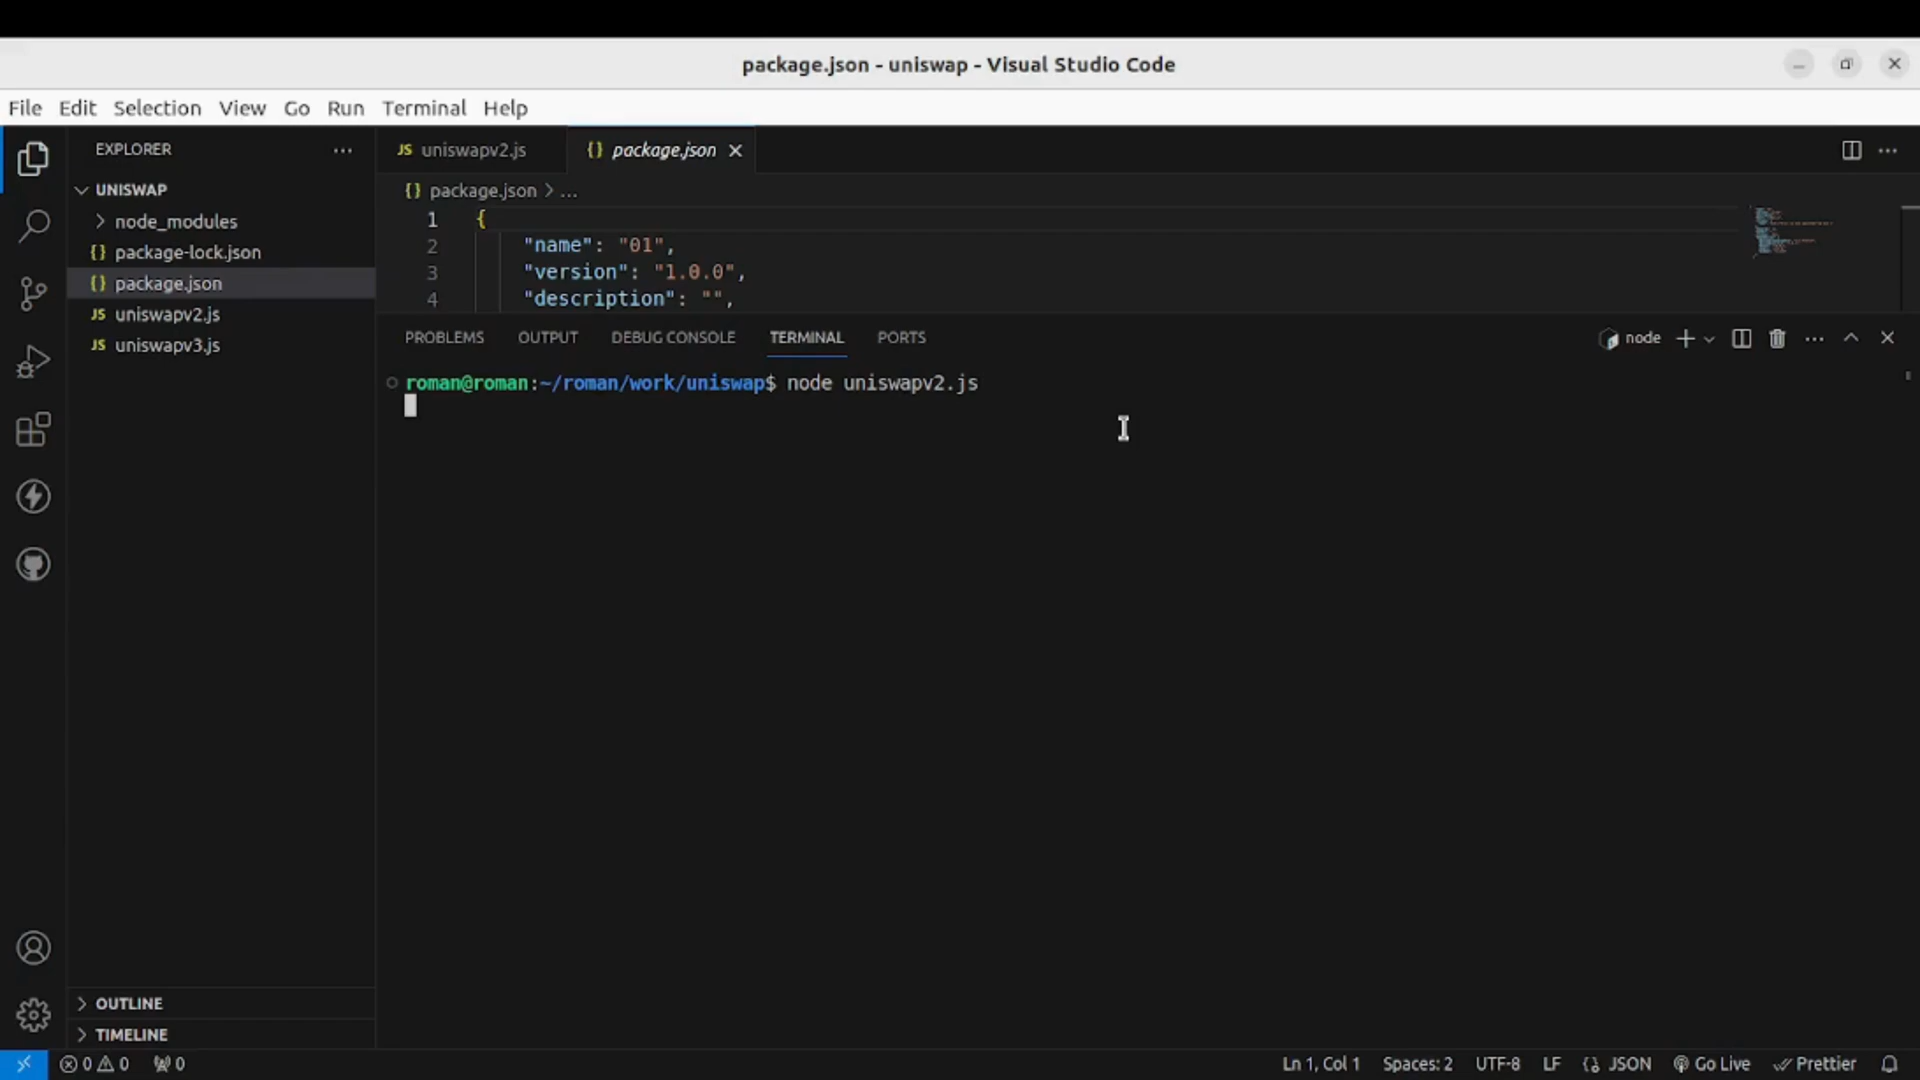 package.json - uniswap - Visual Studio Code
File Edit Selection View Go Run Terminal Help
EXPLORER
UNISWAP
node_modules
{} package-lock.json
{} package.json
JS uniswapv2.js
JS uniswapv3.js
OUTLINE
TIMELINE
JS uniswapv2.js {} package.json
{} package.json > ...
1 {
2 "name": "01",
3 "version": "1.0.0",
4 "description": "",
PROBLEMS OUTPUT DEBUG CONSOLE TERMINAL PORTS node
roman@roman:~/roman/work/uniswap$ node uniswapv2.js
0 0 0 Ln 1, Col 1 Spaces: 2 UTF-8 LF {} JSON Go Live Prettier